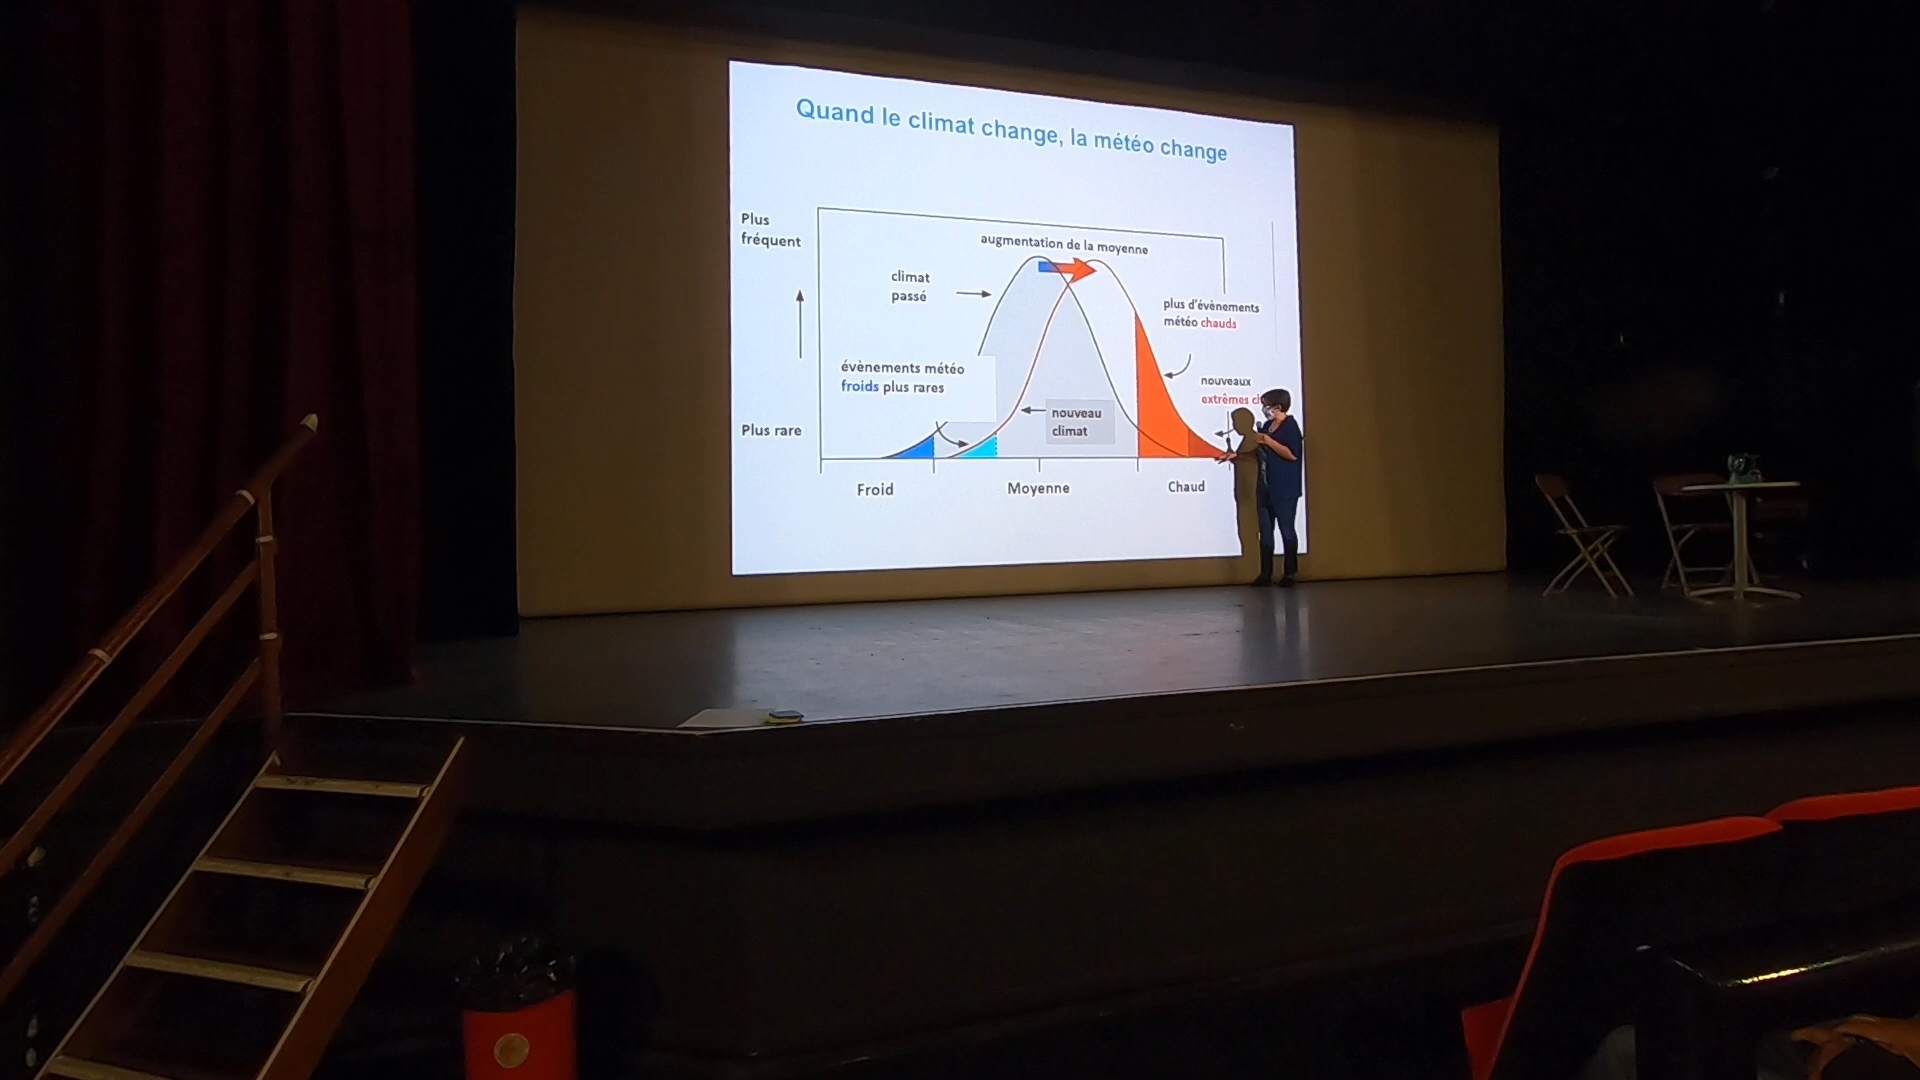 Quand le climat change, la météo change
Plus
fréquent
augmentation de la moyenne
climat
passé
plus d'évènements
météo chauds
évènements météo
froids plus rares
nouveaux
extrêmes
nouveau
climat
Plus rare
Froid
Moyenne
Chaud